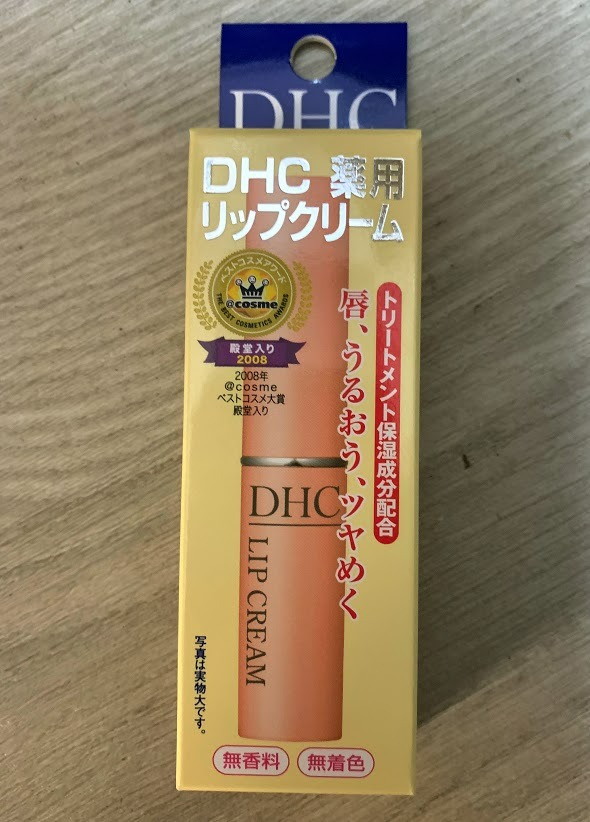 DHC
DHC 薬用
リップクリーム
ベストコスメアワード
@cosme
THE BEST COSMETICS AWARDS
殿堂入り
2008
2008年
@cosme
ベストコスメ大賞
殿堂入り
トリートメント保湿成分配合
唇、うるおう、ツヤめく
DHC
LIP CREAM
写真は実物大です。
無香料
無着色